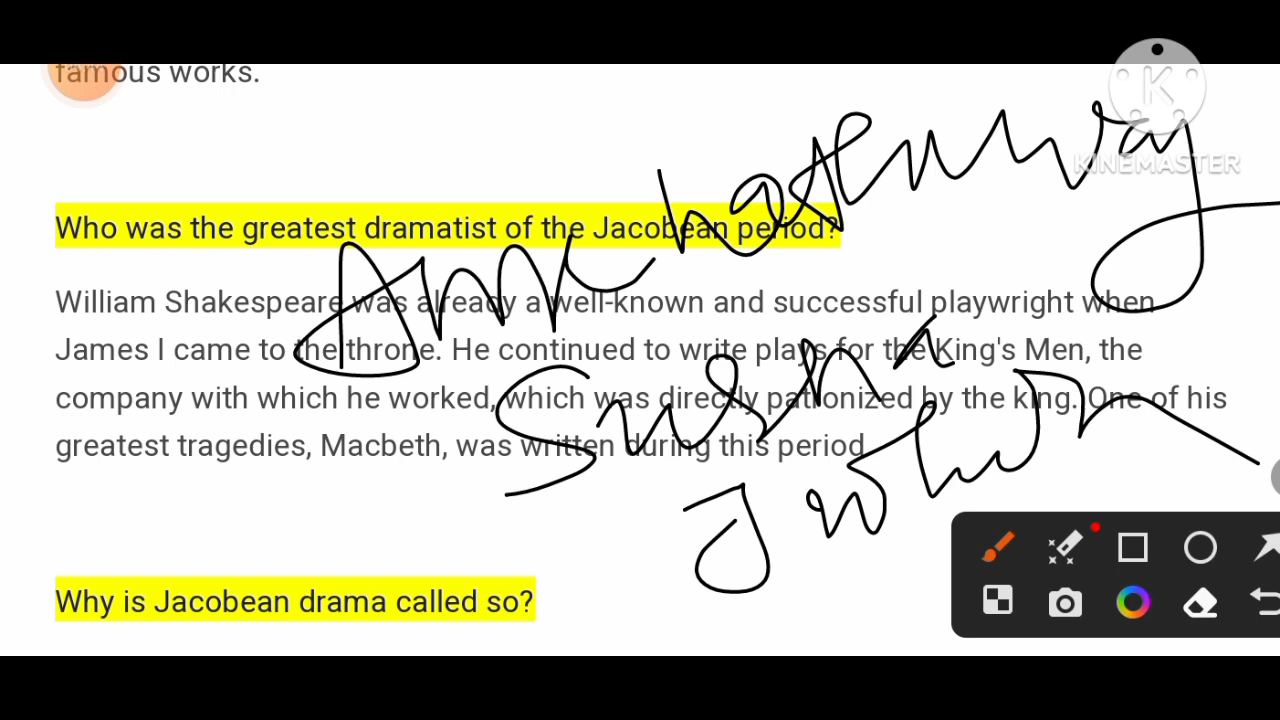 famous works.
KINEMASTER
Who was the greatest dramatist of the Jacobean period?
William Shakespeare was already a well-known and successful playwright when
James I came to the throne. He continued to write plays for the King's Men, the
company with which he worked, which was directly patronized by the king. One of his
greatest tragedies, Macbeth, was written during this period.
Why is Jacobean drama called so?